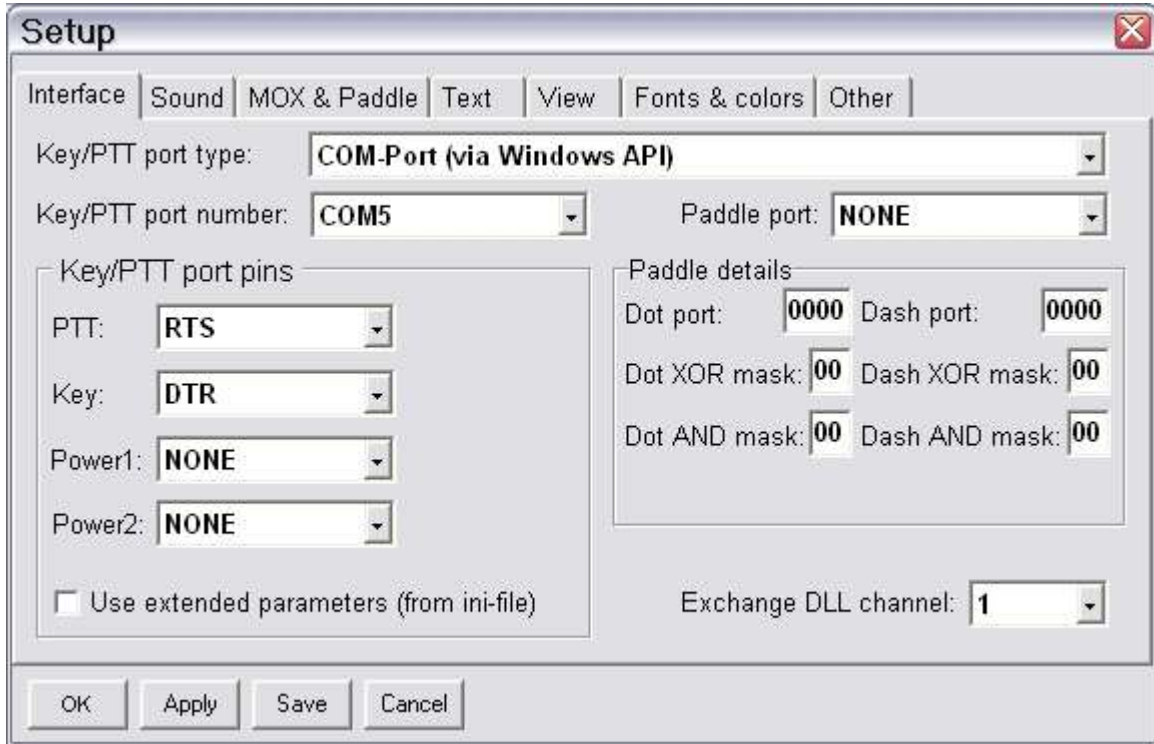 Setup
Interface Sound MOX & Paddle Text View Fonts & colors Other
Key/PTT port type: COM-Port (via Windows API)
Key/PTT port number: COM5 Paddle port: NONE
Key/PTT port pins
PTT: RTS
Key: DTR
Power1: NONE
Power2: NONE
Use extended parameters (from ini-file)
Paddle details
Dot port: 0000 Dash port: 0000
Dot XOR mask: 00 Dash XOR mask: 00
Dot AND mask: 00 Dash AND mask: 00
Exchange DLL channel: 1
OK Apply Save Cancel